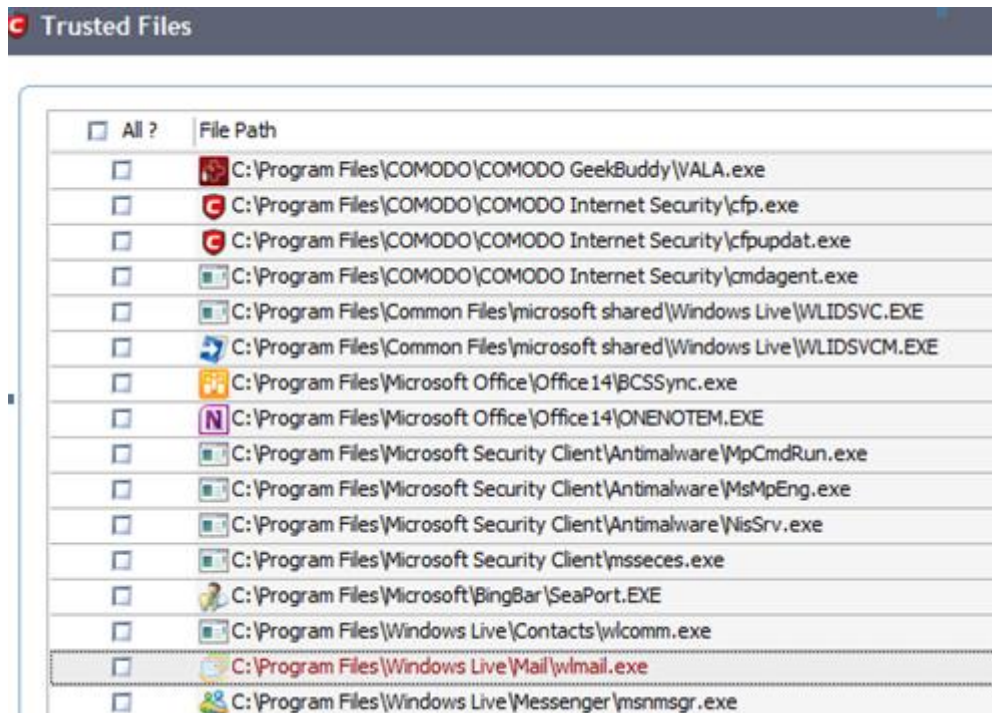 Trusted Files
All ? File Path
C:\Program Files\COMODO\COMODO GeekBuddy\VALA.exe
C:\Program Files\COMODO\COMODO Internet Security\cfp.exe
C:\Program Files\COMODO\COMODO Internet Security\cfpupdat.exe
C:\Program Files\COMODO\COMODO Internet Security\cmdagent.exe
C:\Program Files\Common Files\microsoft shared\Windows Live\WLIDSVC.EXE
C:\Program Files\Common Files\microsoft shared\Windows Live\WLIDSVCM.EXE
C:\Program Files\Microsoft Office\Office14\BCSSync.exe
C:\Program Files\Microsoft Office\Office14\ONENOTEM.EXE
C:\Program Files\Microsoft Security Client\Antimalware\MpCmdRun.exe
C:\Program Files\Microsoft Security Client\Antimalware\MsMpEng.exe
C:\Program Files\Microsoft Security Client\Antimalware\NisSrv.exe
C:\Program Files\Microsoft Security Client\msseces.exe
C:\Program Files\Microsoft\BingBar\SeaPort.EXE
C:\Program Files\Windows Live\Contacts\wlcomm.exe
C:\Program Files\Windows Live\Mail\wlmail.exe
C:\Program Files\Windows Live\Messenger\msnmsgr.exe